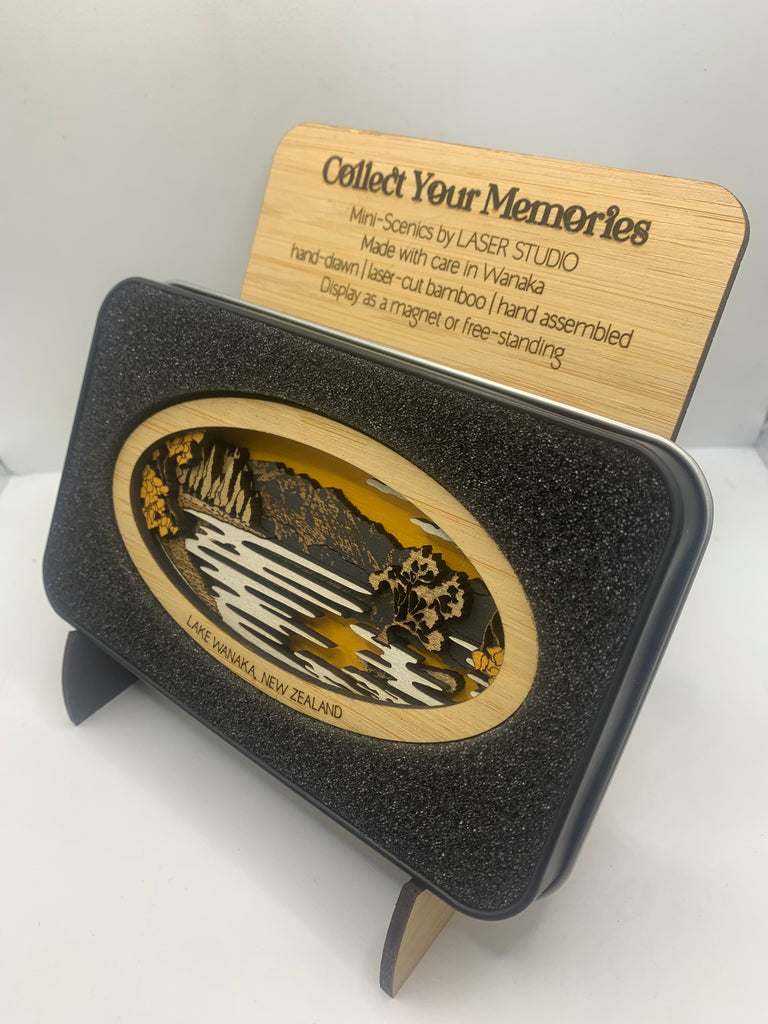 Collect Your Memories
Mini-Scenics by LASER STUDIO
Made with care in Wanaka
hand-drawn | laser-cut bamboo | hand assembled
Display as a magnet or free-standing
LAKE WANAKA, NEW ZEALAND